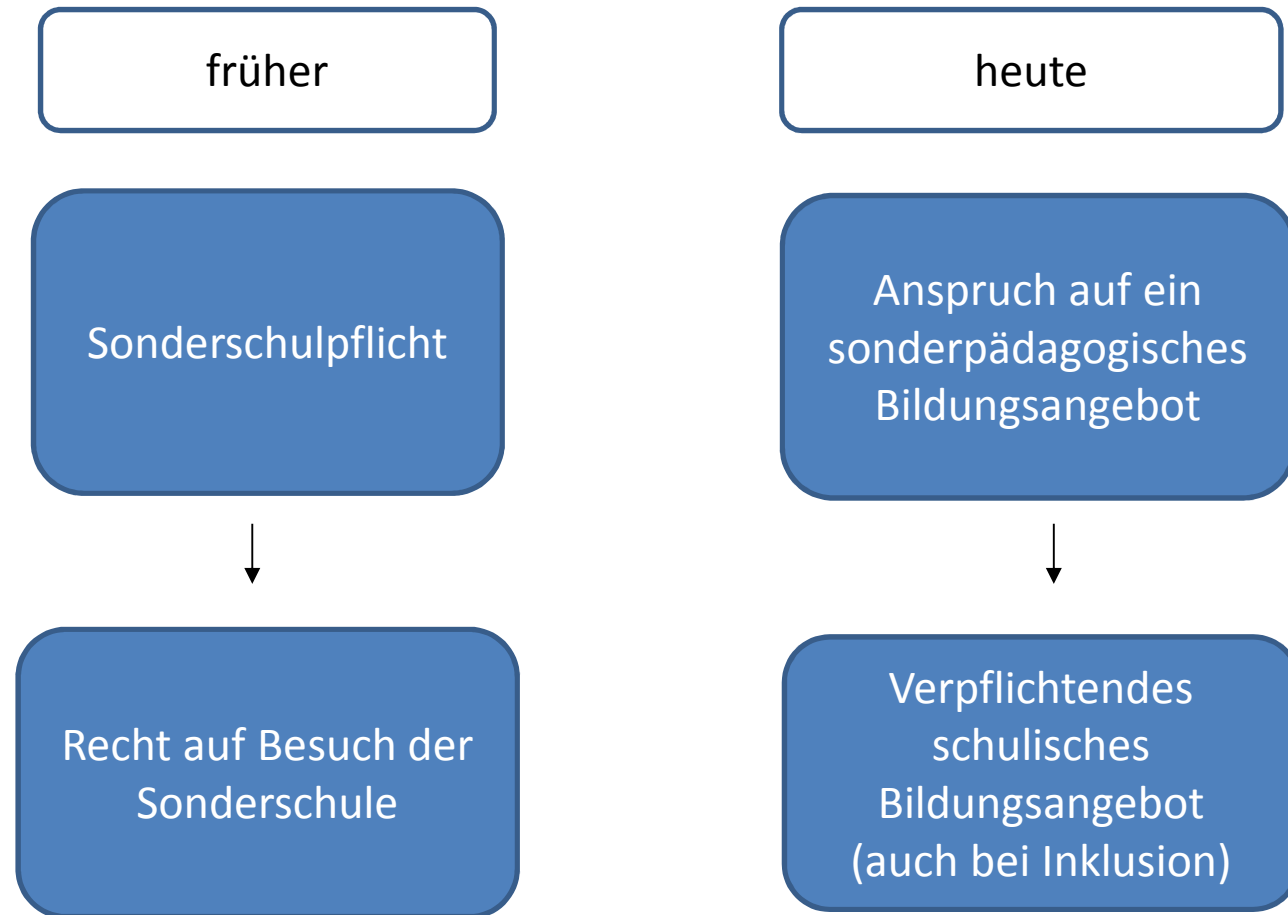 früher
heute
Sonderschulpflicht
Anspruch auf ein
sonderpädagogisches
Bildungsangebot
Recht auf Besuch der
Sonderschule
Verpflichtendes
schulisches
Bildungsangebot
(auch bei Inklusion)